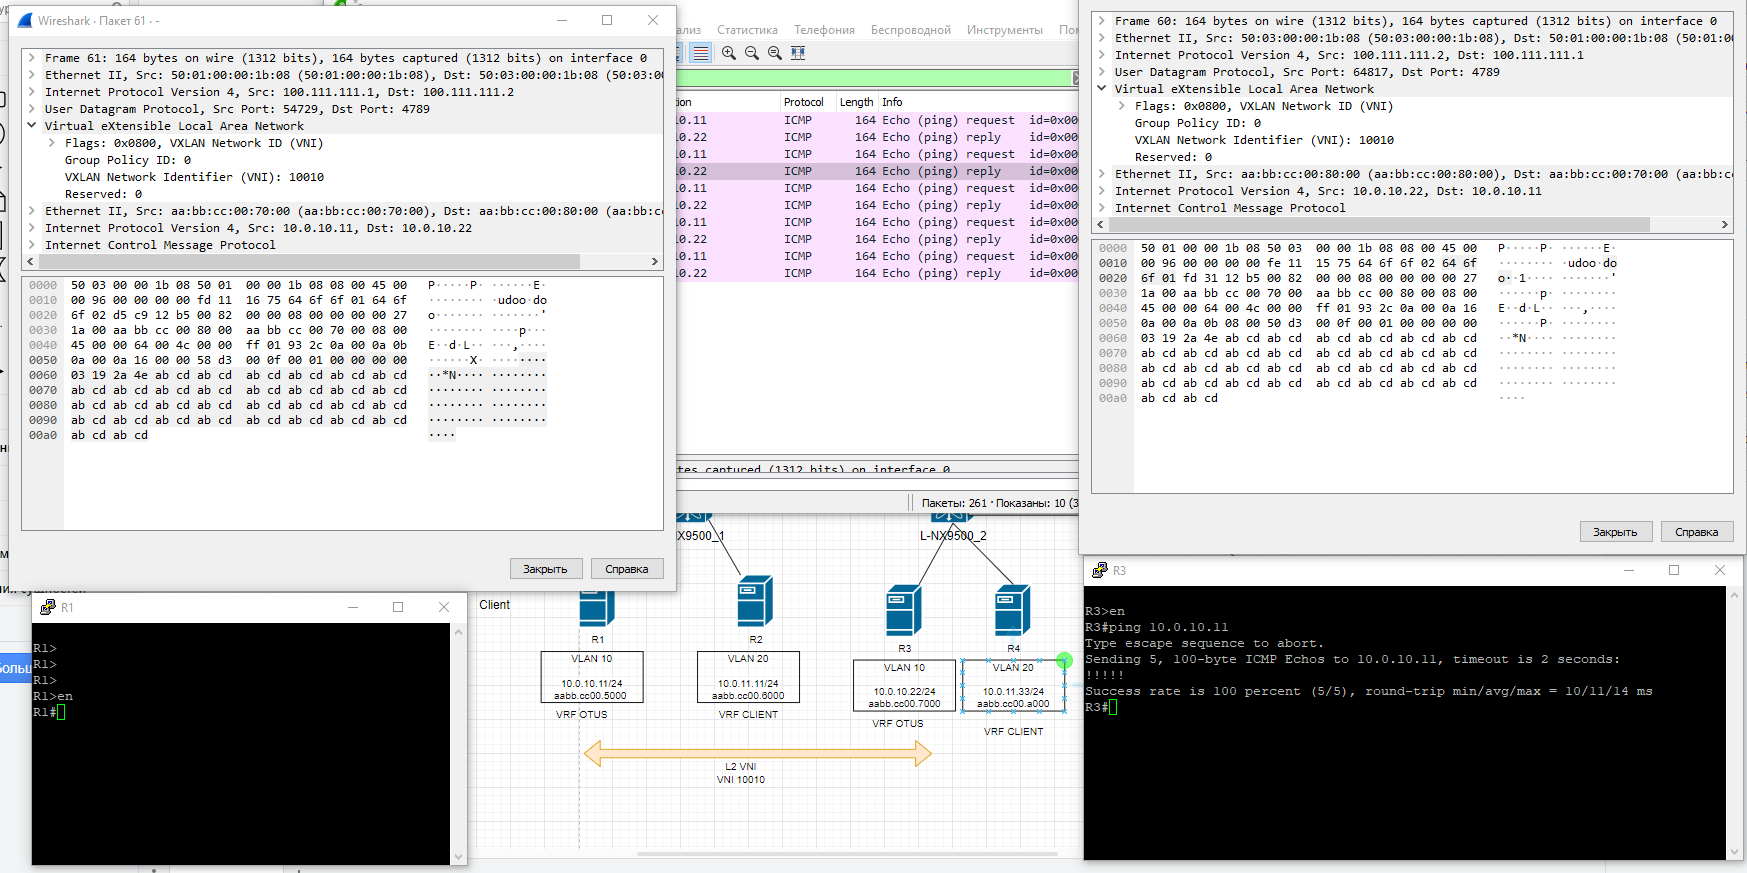 Wireshark · Пакет 61 · -
Frame 61: 164 bytes on wire (1312 bits), 164 bytes captured (1312 bits) on interface 0
Ethernet II, Src: 50:01:00:00:1b:08 (50:01:00:00:1b:08), Dst: 50:03:00:00:1b:08 (50:03:00
Internet Protocol Version 4, Src: 100.111.111.1, Dst: 100.111.111.2
User Datagram Protocol, Src Port: 54729, Dst Port: 4789
Virtual eXtensible Local Area Network
Flags: 0x0800, VXLAN Network ID (VNI)
Group Policy ID: 0
VXLAN Network Identifier (VNI): 10010
Reserved: 0
Ethernet II, Src: aa:bb:cc:00:70:00 (aa:bb:cc:00:70:00), Dst: aa:bb:cc:00:80:00 (aa:bb:cc
Internet Protocol Version 4, Src: 10.0.10.11, Dst: 10.0.10.22
Internet Control Message Protocol
0000 50 03 00 00 1b 08 50 01 00 00 1b 08 08 00 45 00 P·····P· ······E·
0010 00 96 00 00 00 00 fd 11 16 75 64 6f 6f 01 64 6f ········ ·udoo·do
0020 6f 02 d5 c9 12 b5 00 82 00 00 08 00 00 00 00 27 o······· ·······'
0030 1a 00 aa bb cc 00 80 00 aa bb cc 00 70 00 08 00 ········ ····p···
0040 45 00 00 64 00 4c 00 00 ff 01 93 2c 0a 00 0a 0b E··d·L·· ···,····
0050 0a 00 0a 16 00 00 58 d3 00 0f 00 01 00 00 00 00 ······X· ········
0060 03 19 2a 4e ab cd ab cd ab cd ab cd ab cd ab cd ··*N···· ········
0070 ab cd ab cd ab cd ab cd ab cd ab cd ab cd ab cd ········ ········
0080 ab cd ab cd ab cd ab cd ab cd ab cd ab cd ab cd ········ ········
0090 ab cd ab cd ab cd ab cd ab cd ab cd ab cd ab cd ········ ········
00a0 ab cd ab cd ····
Закрыть
Справка
ализ Статистика Телефония Беспроводной Инструменты Пом
ion Protocol Length Info
0.10.11 ICMP 164 Echo (ping) request id=0x000
0.10.22 ICMP 164 Echo (ping) reply id=0x000
0.10.11 ICMP 164 Echo (ping) request id=0x000
0.10.22 ICMP 164 Echo (ping) reply id=0x000
0.10.11 ICMP 164 Echo (ping) request id=0x000
0.10.22 ICMP 164 Echo (ping) reply id=0x000
0.10.11 ICMP 164 Echo (ping) request id=0x000
0.10.22 ICMP 164 Echo (ping) reply id=0x000
0.10.11 ICMP 164 Echo (ping) request id=0x000
0.10.22 ICMP 164 Echo (ping) reply id=0x000
tes captured (1312 bits) on interface 0
Пакеты: 261 · Показаны: 10 (3
Frame 60: 164 bytes on wire (1312 bits), 164 bytes captured (1312 bits) on interface 0
Ethernet II, Src: 50:03:00:00:1b:08 (50:03:00:00:1b:08), Dst: 50:01:00:00:1b:08 (50:01:00
Internet Protocol Version 4, Src: 100.111.111.2, Dst: 100.111.111.1
User Datagram Protocol, Src Port: 64817, Dst Port: 4789
Virtual eXtensible Local Area Network
Flags: 0x0800, VXLAN Network ID (VNI)
Group Policy ID: 0
VXLAN Network Identifier (VNI): 10010
Reserved: 0
Ethernet II, Src: aa:bb:cc:00:80:00 (aa:bb:cc:00:80:00), Dst: aa:bb:cc:00:70:00 (aa:bb:cc
Internet Protocol Version 4, Src: 10.0.10.22, Dst: 10.0.10.11
Internet Control Message Protocol
0000 50 01 00 00 1b 08 50 03 00 00 1b 08 08 00 45 00 P·····P· ······E·
0010 00 96 00 00 00 00 fe 11 15 75 64 6f 6f 02 64 6f ········ ·udoo·do
0020 6f 01 fd 31 12 b5 00 82 00 00 08 00 00 00 00 27 o··1···· ·······'
0030 1a 00 aa bb cc 00 70 00 aa bb cc 00 80 00 08 00 ······p· ········
0040 45 00 00 64 00 4c 00 00 ff 01 93 2c 0a 00 0a 16 E··d·L·· ···,····
0050 0a 00 0a 0b 08 00 50 d3 00 0f 00 01 00 00 00 00 ······P· ········
0060 03 19 2a 4e ab cd ab cd ab cd ab cd ab cd ab cd ··*N···· ········
0070 ab cd ab cd ab cd ab cd ab cd ab cd ab cd ab cd ········ ········
0080 ab cd ab cd ab cd ab cd ab cd ab cd ab cd ab cd ········ ········
0090 ab cd ab cd ab cd ab cd ab cd ab cd ab cd ab cd ········ ········
00a0 ab cd ab cd ····
Закрыть
Справка
X9500_1
L-NX9500_2
Client
R1
VLAN 10
10.0.10.11/24
aabb.cc00.5000
VRF OTUS
R2
VLAN 20
10.0.11.11/24
aabb.cc00.6000
VRF CLIENT
R3
VLAN 10
10.0.10.22/24
aabb.cc00.7000
VRF OTUS
R4
VLAN 20
10.0.11.33/24
aabb.cc00.a000
VRF CLIENT
L2 VNI
VNI 10010
Больш
R1
R1>
R1>
R1>
R1>en
R1#
R3
R3>en
R3#ping 10.0.10.11
Type escape sequence to abort.
Sending 5, 100-byte ICMP Echos to 10.0.10.11, timeout is 2 seconds:
!!!!!
Success rate is 100 percent (5/5), round-trip min/avg/max = 10/11/14 ms
R3#